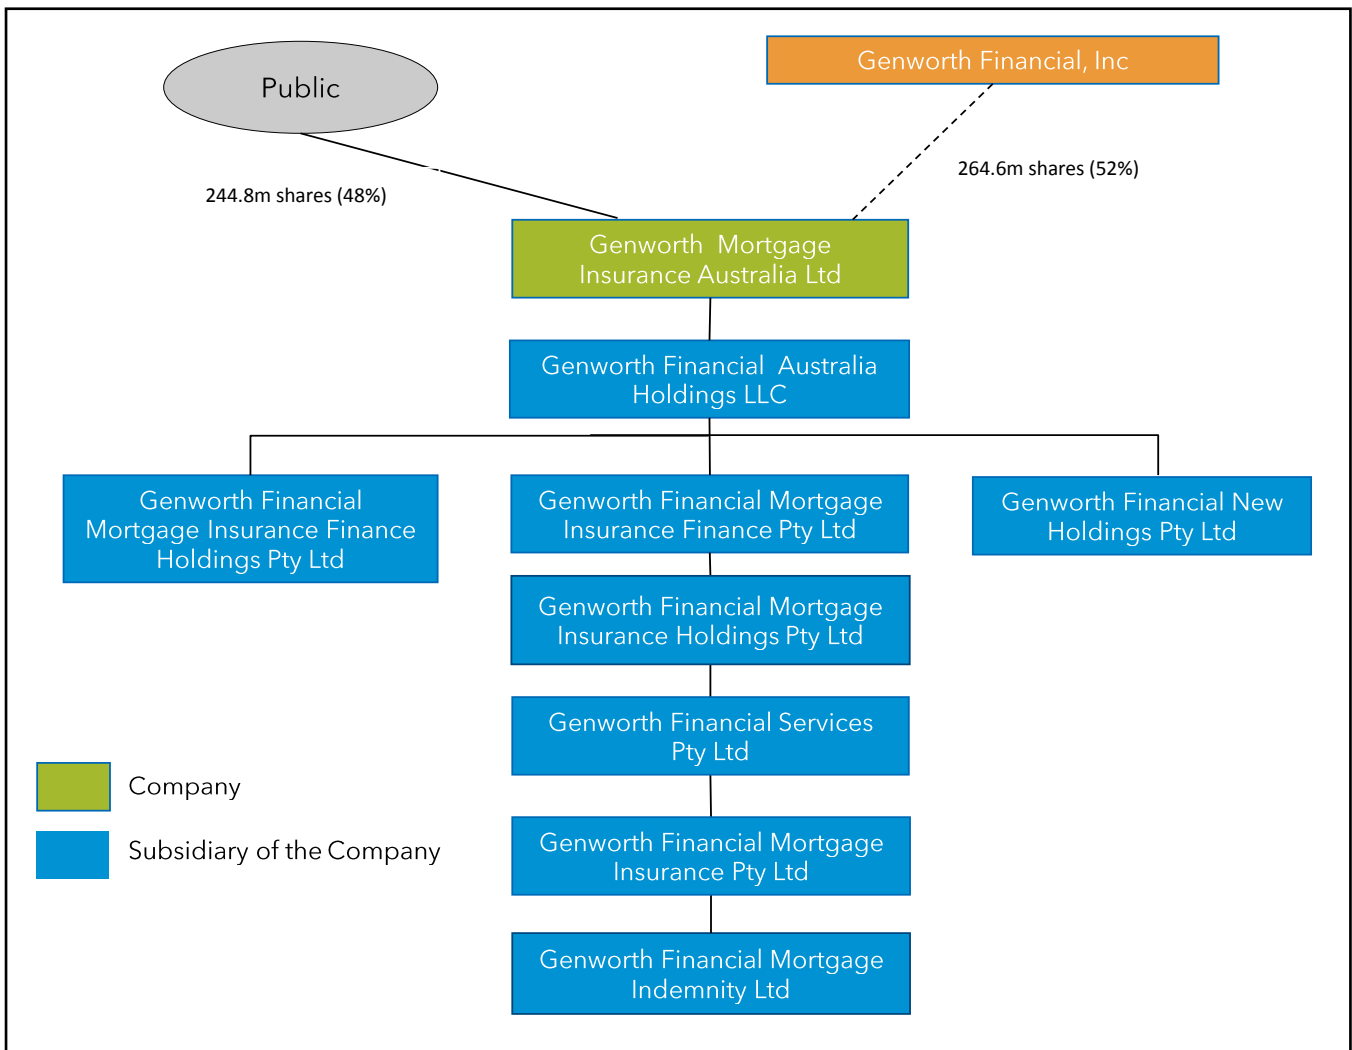 Public
Genworth Financial, Inc
264.6m shares (52%)
244.8m shares (48%)
Genworth Mortgage
Insurance Australia Ltd
Genworth Financial Australia
Holdings LLC
Genworth Financial
Mortgage Insurance Finance
Holdings Pty Ltd
Genworth Financial Mortgage
Insurance Finance Pty Ltd
Genworth Financial New
Holdings Pty Ltd
Genworth Financial Mortgage
Insurance Holdings Pty Ltd
Genworth Financial Services
Pty Ltd
Company
Subsidiary of the Company
Genworth Financial Mortgage
Insurance Pty Ltd
Genworth Financial Mortgage
Indemnity Ltd